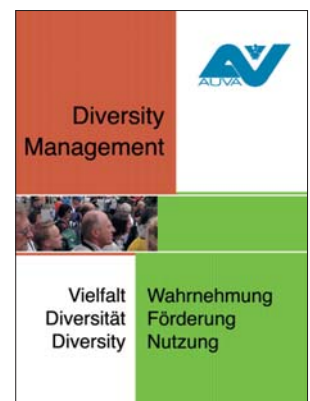 AUVA
Diversity
Management
Vielfalt
Diversität
Diversity
Wahrnehmung
Förderung
Nutzung